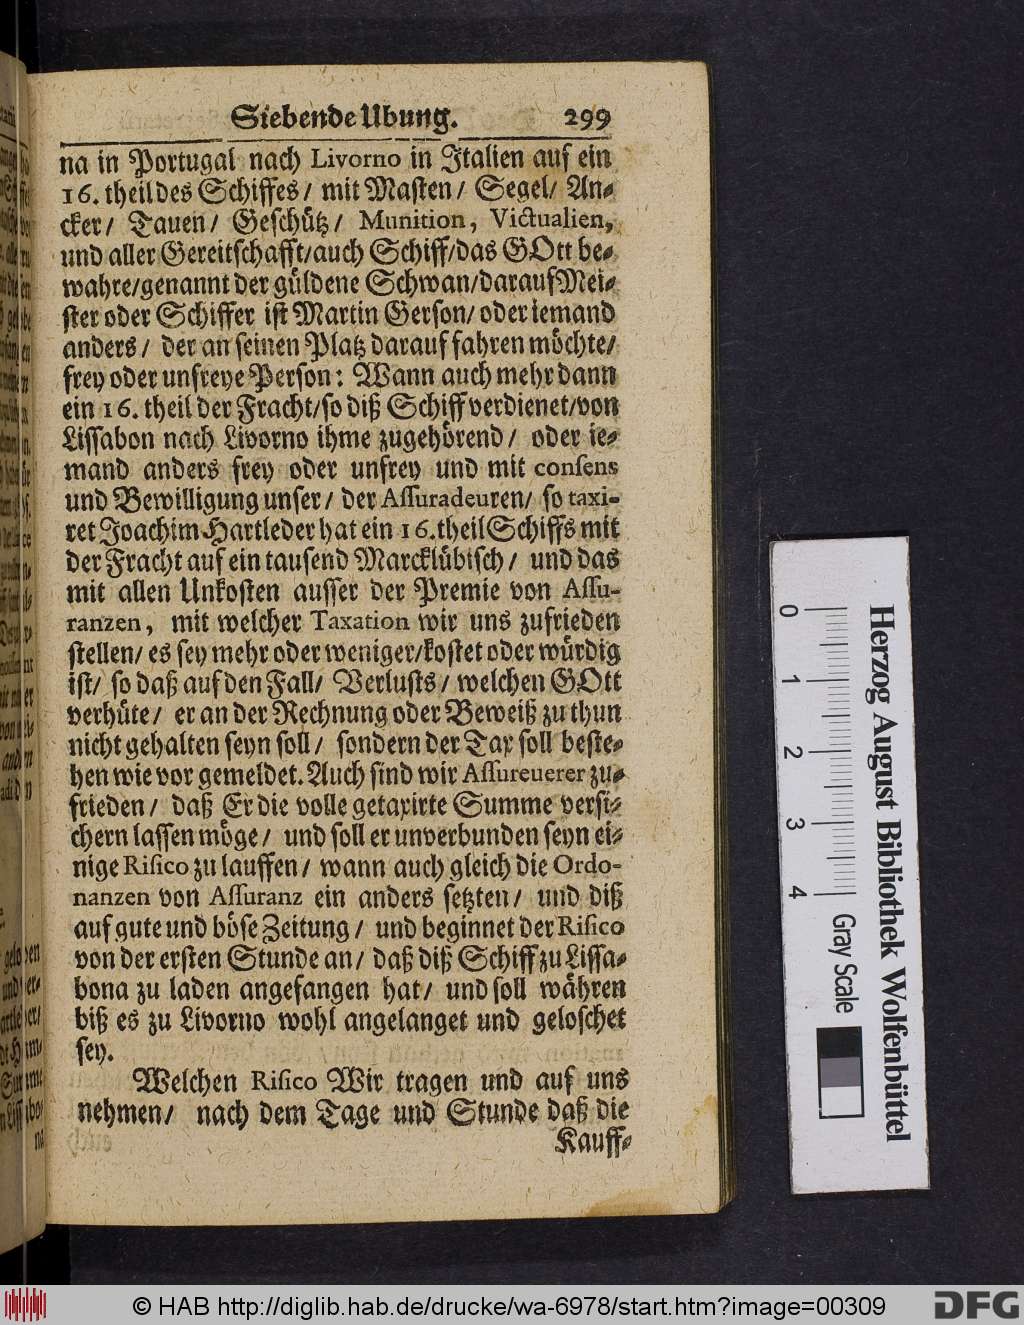 Siebende Ubung. 299
na in Portugal nach Livorno in Italien auf ein
16. theil des Schiffes / mit Masten / Segel / An-
cker / Tauen / Geschütz / Munition, Victualien,
und aller Gereitschafft / auch Schiff / das GOtt be-
wahre / genannt der güldene Schwan / darauf Mei-
ster oder Schiffer ist Martin Gerson / oder iemand
anders / der an seinen Platz darauf fahren möchte /
frey oder unfreye Person: Wann auch mehr dann
ein 16. theil der Fracht / so diß Schiff verdienet / von
Lissabon nach Livorno ihme zugehörend / oder ie-
mand anders frey oder unfrey und mit consens
und Bewilligung unser / der Assuradeuren / so taxi-
ret Joachim Hartleder hat ein 16. theil Schiffs mit
der Fracht auf ein tausend Marcklübisch / und das
mit allen Unkosten ausser der Premie von Assu-
ranzen, mit welcher Taxation wir uns zufrieden
stellen / es sey mehr oder weniger / kostet oder würdig
ist / so daß auf den Fall / Verlusts / welchen GOtt
verhüte / er an der Rechnung oder Beweiß zu thun
nicht gehalten seyn soll / sondern der Tax soll beste-
hen wie vor gemeldet. Auch sind wir Assureuerer zu-
frieden / daß Er die volle getaxirte Summe versi-
chern lassen möge / und soll er unverbunden seyn ei-
nige Risico zu lauffen / wann auch gleich die Ordo-
nanzen von Assuranz ein anders setzten / und diß
auf gute und böse Zeitung / und beginnet der Risico
von der ersten Stunde an / daß diß Schiff zu Lissa-
bona zu laden angefangen hat / und soll währen
biß es zu Livorno wohl angelanget und geloschet
sey.
Welchen Risico Wir tragen und auf uns
nehmen / nach dem Tage und Stunde daß die
Kauff-
0 1 2 3 4 Gray Scale
Herzog August Bibliothek Wolfenbüttel
© HAB http://diglib.hab.de/drucke/wa-6978/start.htm?image=00309
DFG